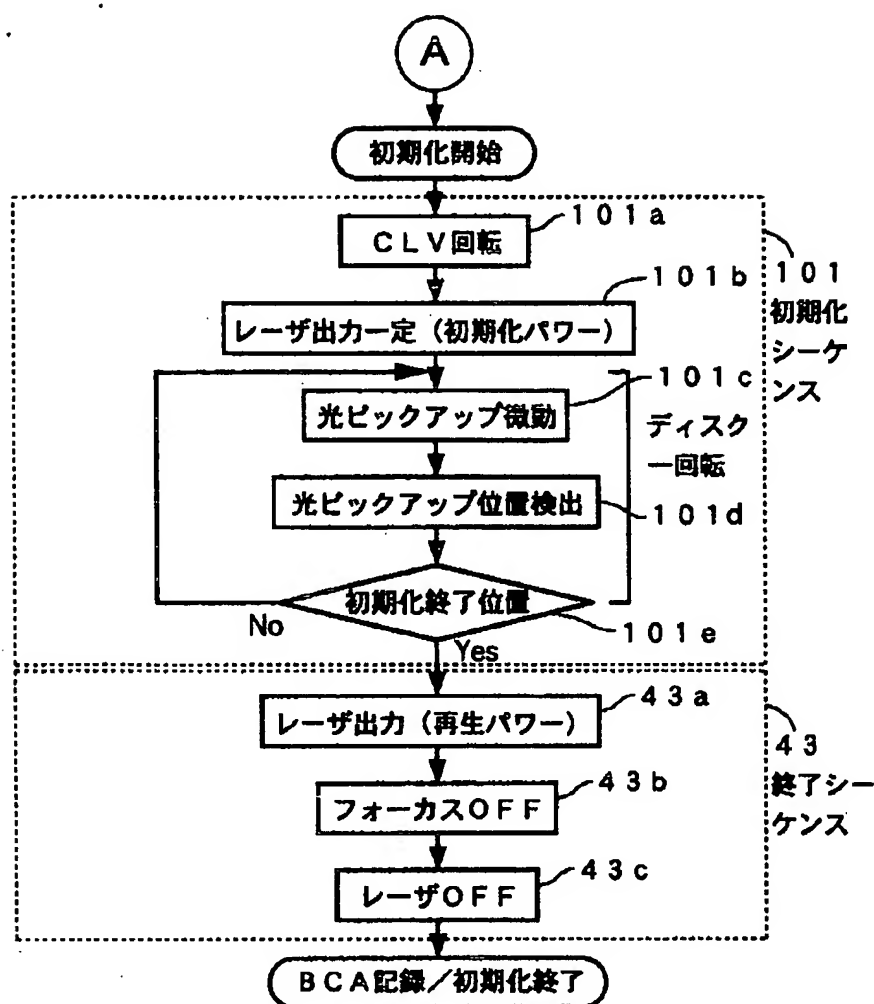 A
初期化開始
CLV回転
101a
レーザ出力一定（初期化パワー）
101b
101
初期化
シーケ
ンス
光ピックアップ微動
101c
ディスク
一回転
光ピックアップ位置検出
101d
初期化終了位置
101e
No
Yes
レーザ出力（再生パワー）
43a
43
終了シー
ケンス
フォーカスOFF
43b
レーザOFF
43c
BCA記録／初期化終了